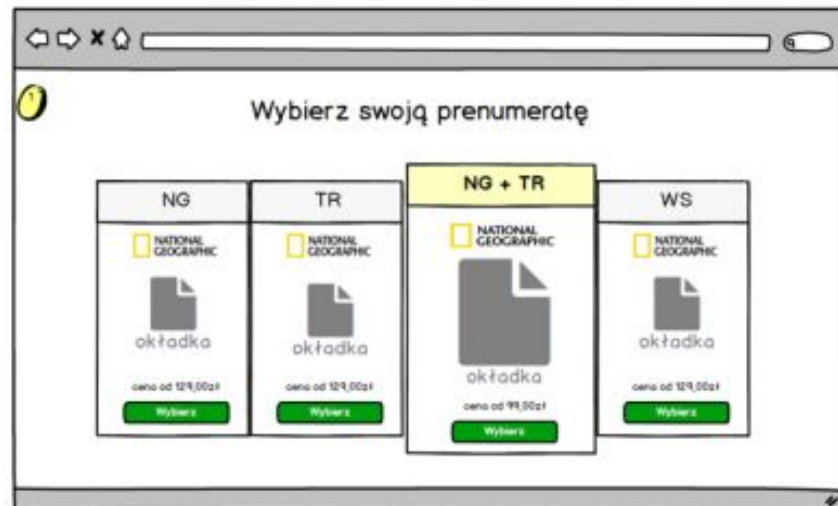 1
Wybierz swoją prenumeratę
NG
NATIONAL
GEOGRAPHIC
okładka
cena od 129,00zł
Wybierz
TR
NATIONAL
GEOGRAPHIC
okładka
cena od 129,00zł
Wybierz
NG + TR
NATIONAL
GEOGRAPHIC
okładka
cena od 99,00zł
Wybierz
WS
NATIONAL
GEOGRAPHIC
okładka
cena od 129,00zł
Wybierz